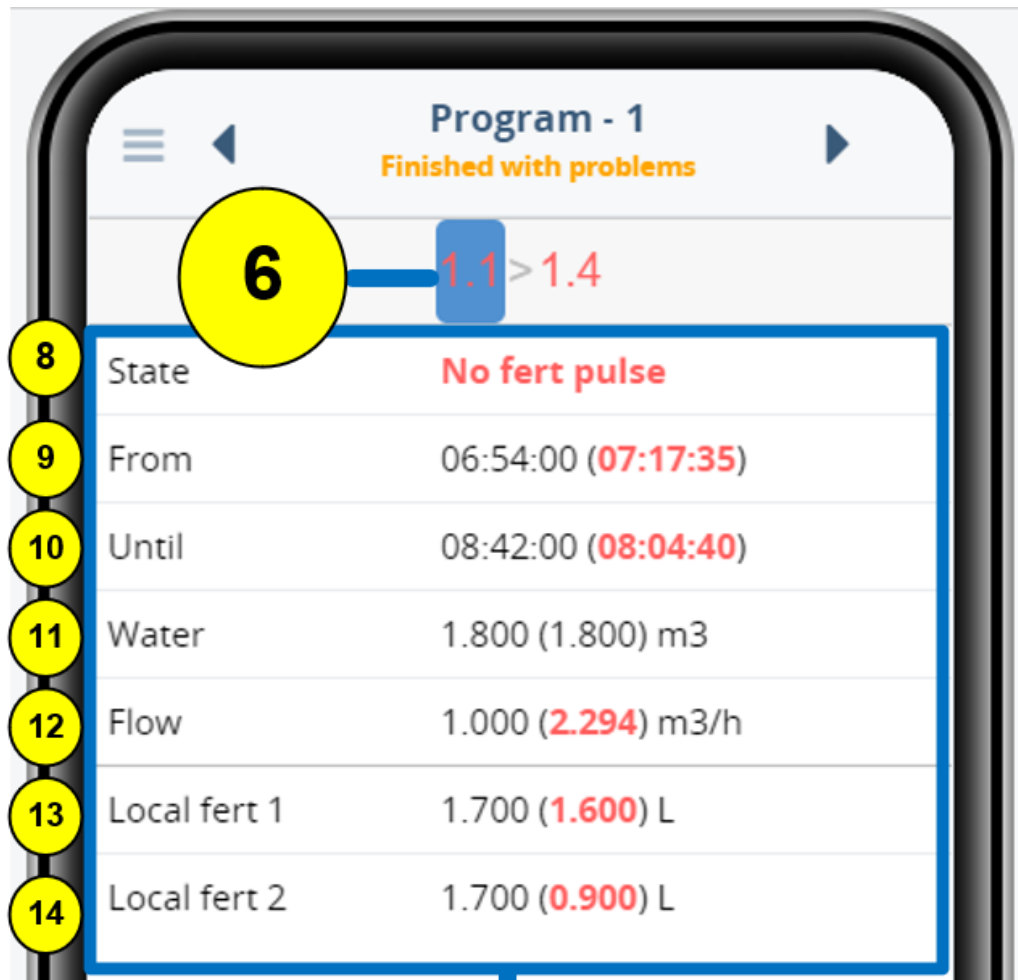 Program - 1
Finished with problems
6
1.1 > 1.4
8
State No fert pulse
9
From 06:54:00 (07:17:35)
10
Until 08:42:00 (08:04:40)
11
Water 1.800 (1.800) m3
12
Flow 1.000 (2.294) m3/h
13
Local fert 1 1.700 (1.600) L
14
Local fert 2 1.700 (0.900) L